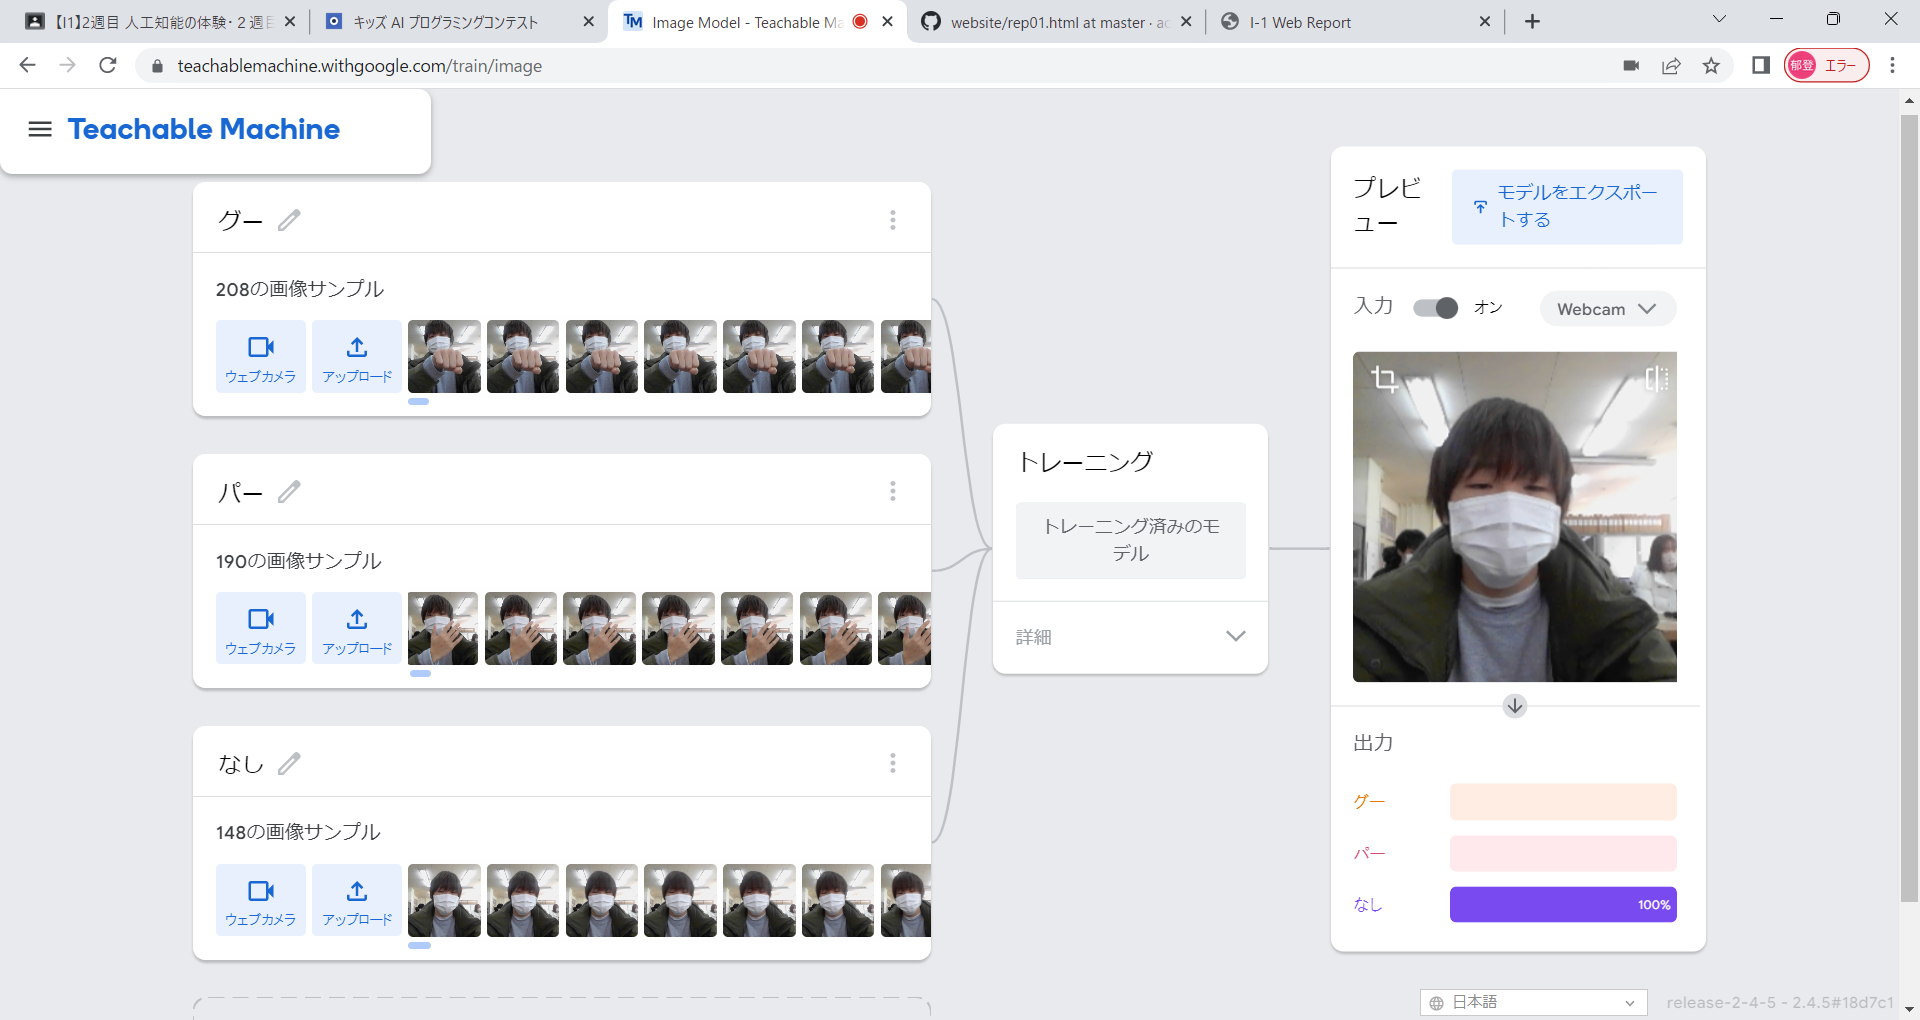 【I1】2週目 人工知能の体験・２週目
キッズ AI プログラミングコンテスト
Image Model - Teachable Ma
website/rep01.html at master · ac
I-1 Web Report
teachablemachine.withgoogle.com/train/image
郁登
エラー
Teachable Machine
グー
208の画像サンプル
ウェブカメラ
アップロード
パー
190の画像サンプル
ウェブカメラ
アップロード
なし
148の画像サンプル
ウェブカメラ
アップロード
トレーニング
トレーニング済みのモ
デル
詳細
プレビ
ュー
モデルをエクスポー
トする
入力
オン
Webcam
出力
グー
パー
なし
100%
日本語
release-2-4-5 - 2.4.5#18d7c1